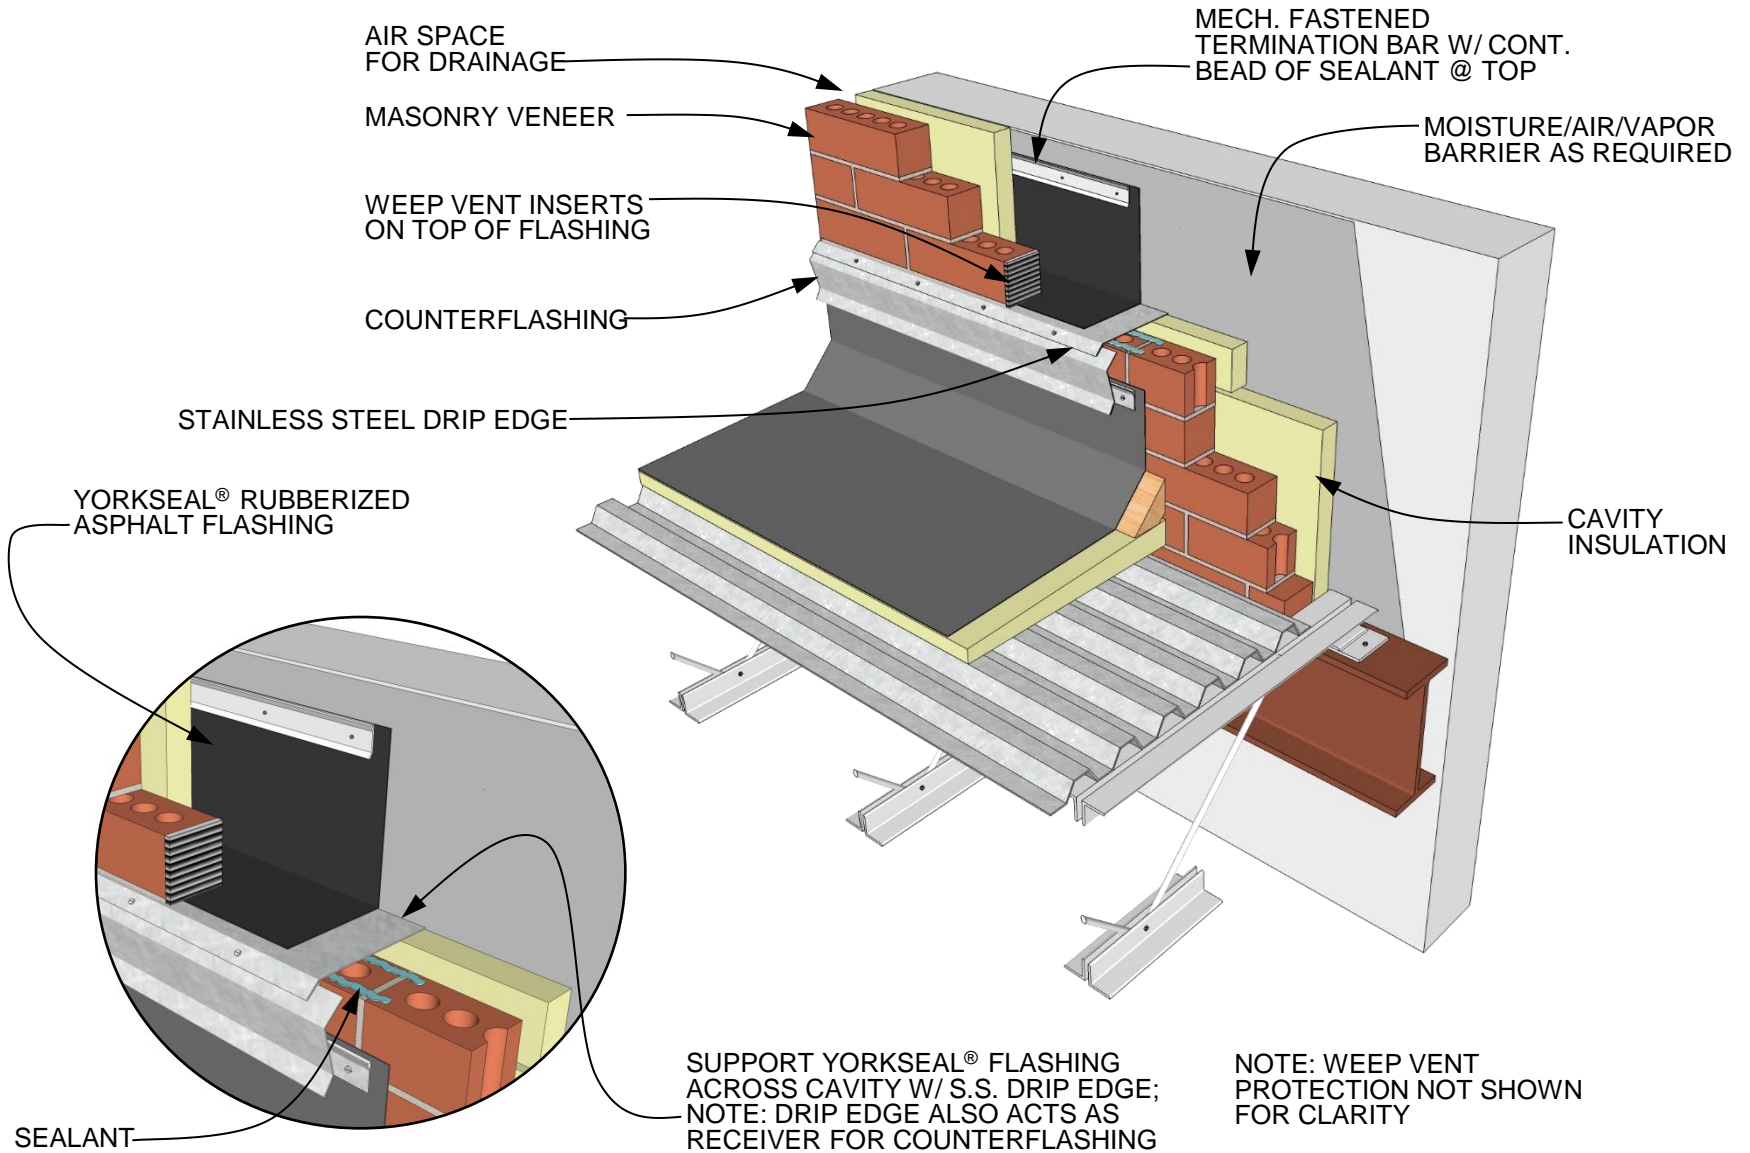 AIR SPACE
FOR DRAINAGE
MECH. FASTENED
TERMINATION BAR W/ CONT.
BEAD OF SEALANT @ TOP
MASONRY VENEER
MOISTURE/AIR/VAPOR
BARRIER AS REQUIRED
WEEP VENT INSERTS
ON TOP OF FLASHING
COUNTERFLASHING
STAINLESS STEEL DRIP EDGE
YORKSEAL® RUBBERIZED
ASPHALT FLASHING
CAVITY
INSULATION
SUPPORT YORKSEAL® FLASHING
ACROSS CAVITY W/ S.S. DRIP EDGE;
NOTE: DRIP EDGE ALSO ACTS AS
RECEIVER FOR COUNTERFLASHING
NOTE: WEEP VENT
PROTECTION NOT SHOWN
FOR CLARITY
SEALANT